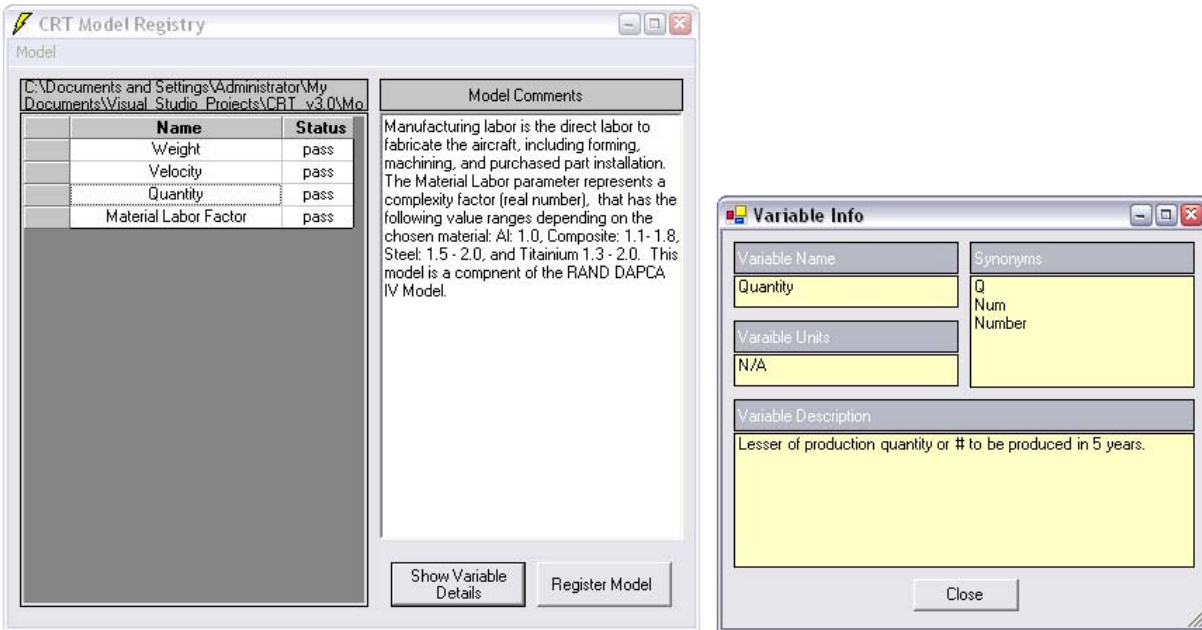 CRT Model Registry
Model
C:\Documents and Settings\Administrator\My
Documents\Visual Studio Projects\CRT_v3.0\Mo
Name Status
Weight pass
Velocity pass
Quantity pass
Material Labor Factor pass
Model Comments
Manufacturing labor is the direct labor to
fabricate the aircraft, including forming,
machining, and purchased part installation.
The Material Labor parameter represents a
complexity factor (real number), that has the
following value ranges depending on the
chosen material: Al: 1.0, Composite: 1.1- 1.8,
Steel: 1.5 - 2.0, and Titainium 1.3 - 2.0. This
model is a compnent of the RAND DAPCA
IV Model.
Show Variable
Details
Register Model
Variable Info
Variable Name
Quantity
Varaible Units
N/A
Synonyms
Q
Num
Number
Variable Description
Lesser of production quantity or # to be produced in 5 years.
Close